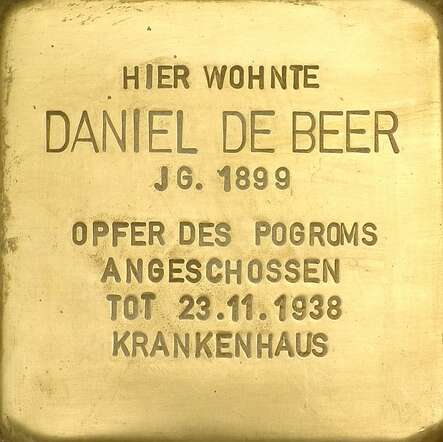 HIER WOHNTE
DANIEL DE BEER
JG. 1899
OPFER DES POGROMS
ANGESCHOSSEN
TOT 23.11.1938
KRANKENHAUS